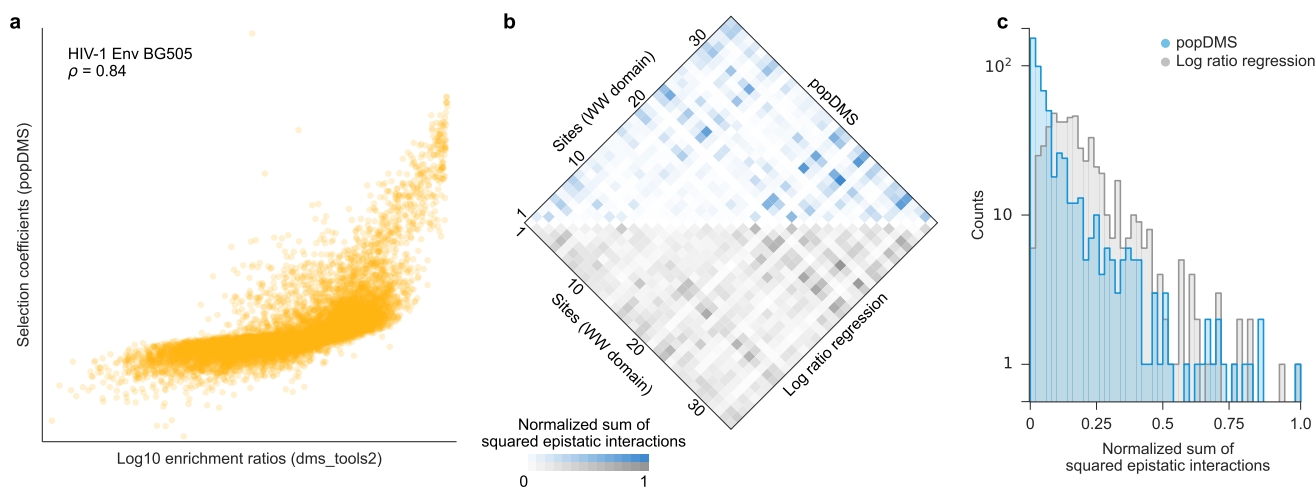 a
HIV-1 Env BG505
ρ = 0.84
Selection coefficients (popDMS)
Log10 enrichment ratios (dms_tools2)
b
Sites (WW domain)
30
20
10
1
popDMS
1
10
20
30
Sites (WW domain)
Log ratio regression
Normalized sum of
squared epistatic interactions
0 1
c
popDMS
Log ratio regression
Counts
10²
10
1
0 0.25 0.5 0.75 1.0
Normalized sum of
squared epistatic interactions